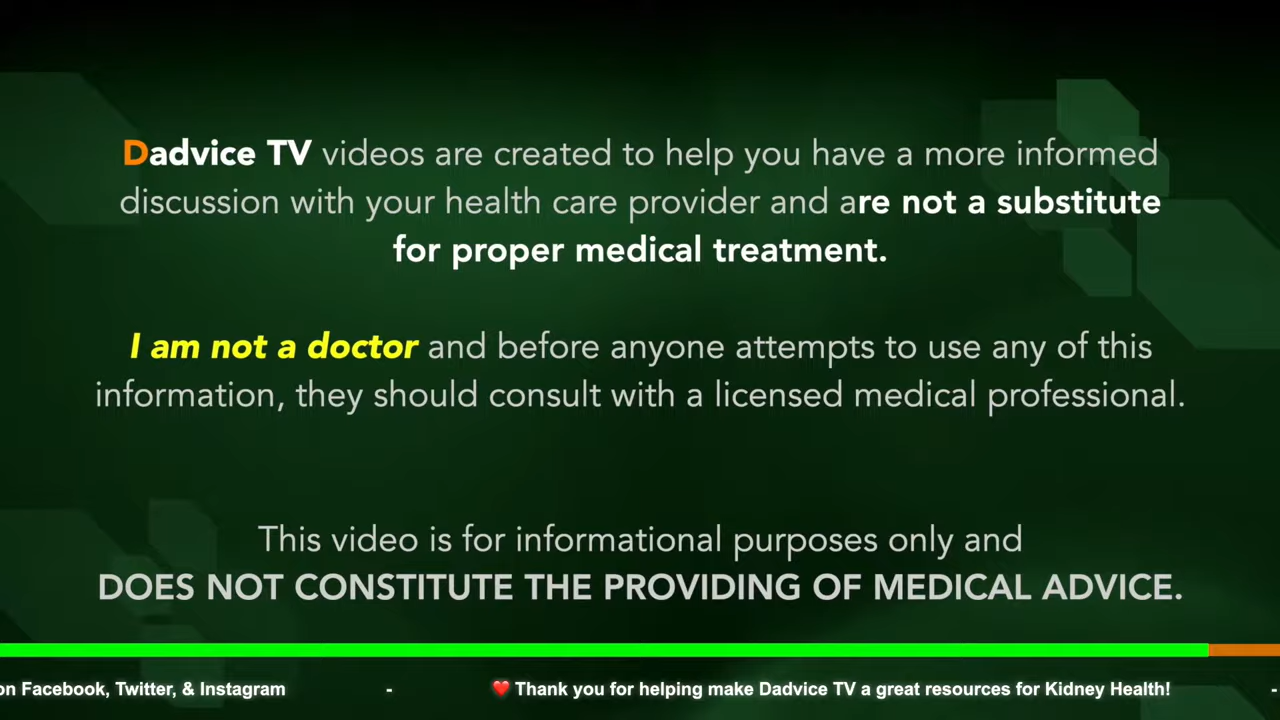 Dadvice TV videos are created to help you have a more informed
discussion with your health care provider and are not a substitute
for proper medical treatment.
I am not a doctor and before anyone attempts to use any of this
information, they should consult with a licensed medical professional.
This video is for informational purposes only and
DOES NOT CONSTITUTE THE PROVIDING OF MEDICAL ADVICE.
on Facebook, Twitter, & Instagram - ❤️ Thank you for helping make Dadvice TV a great resources for Kidney Health! -